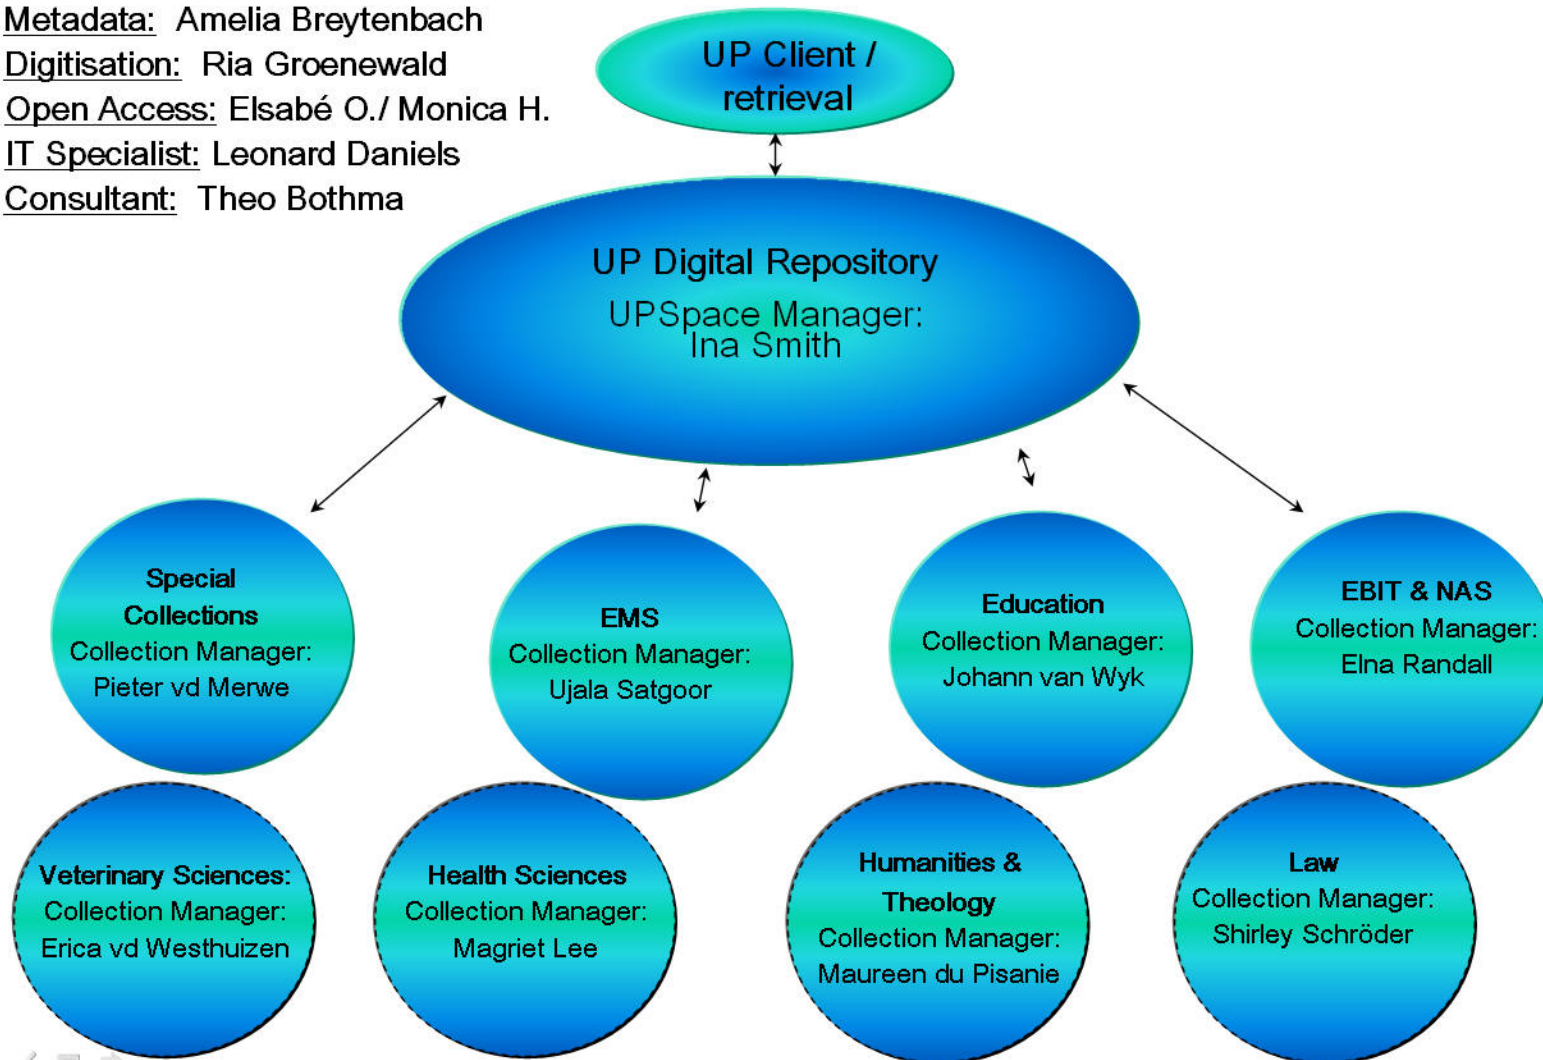 Metadata: Amelia Breytenbach
Digitisation: Ria Groenewald
Open Access: Elsabé O./ Monica H.
IT Specialist: Leonard Daniels
Consultant: Theo Bothma
UP Client /
retrieval
UP Digital Repository
UPSpace Manager:
Ina Smith
Special
Collections
Collection Manager:
Pieter vd Merwe
EMS
Collection Manager:
Ujala Satgoor
Education
Collection Manager:
Johann van Wyk
EBIT & NAS
Collection Manager:
Elna Randall
Veterinary Sciences:
Collection Manager:
Erica vd Westhuizen
Health Sciences
Collection Manager:
Magriet Lee
Humanities &
Theology
Collection Manager:
Maureen du Pisanie
Law
Collection Manager:
Shirley Schröder